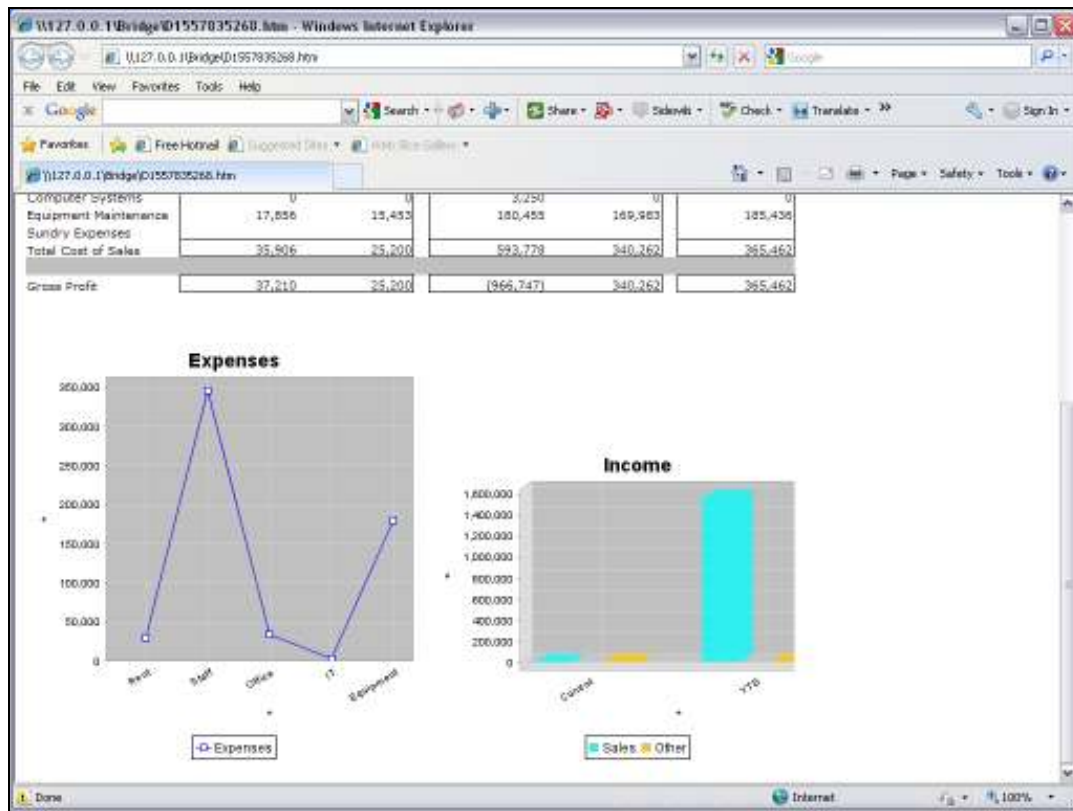 \\127.0.0.1\Bridge\D1557835268.htm - Windows Internet Explorer
\\127.0.0.1\Bridge\D1557835268.htm Google
File Edit View Favorites Tools Help
x Google Search Share Sidewiki Check Translate Sign In
Favorites Free Hotmail Suggested Sites Web Slice Gallery
\\127.0.0.1\Bridge\D1557835268.htm Page Safety Tools
Computer Systems 0 0 3,250 0 0
Equipment Maintenance 17,856 15,453 180,455 169,983 185,436
Sundry Expenses
Total Cost of Sales 35,906 25,200 593,778 340,262 365,462
Gross Profit 37,210 25,200 (966,747) 340,262 365,462
Expenses
350,000
300,000
250,000
200,000
150,000
100,000
50,000
0
Rent Staff Office IT Equipment
Expenses
Income
1,600,000
1,400,000
1,200,000
1,000,000
800,000
600,000
400,000
200,000
0
Current YTD
Sales Other
Done Internet 100%